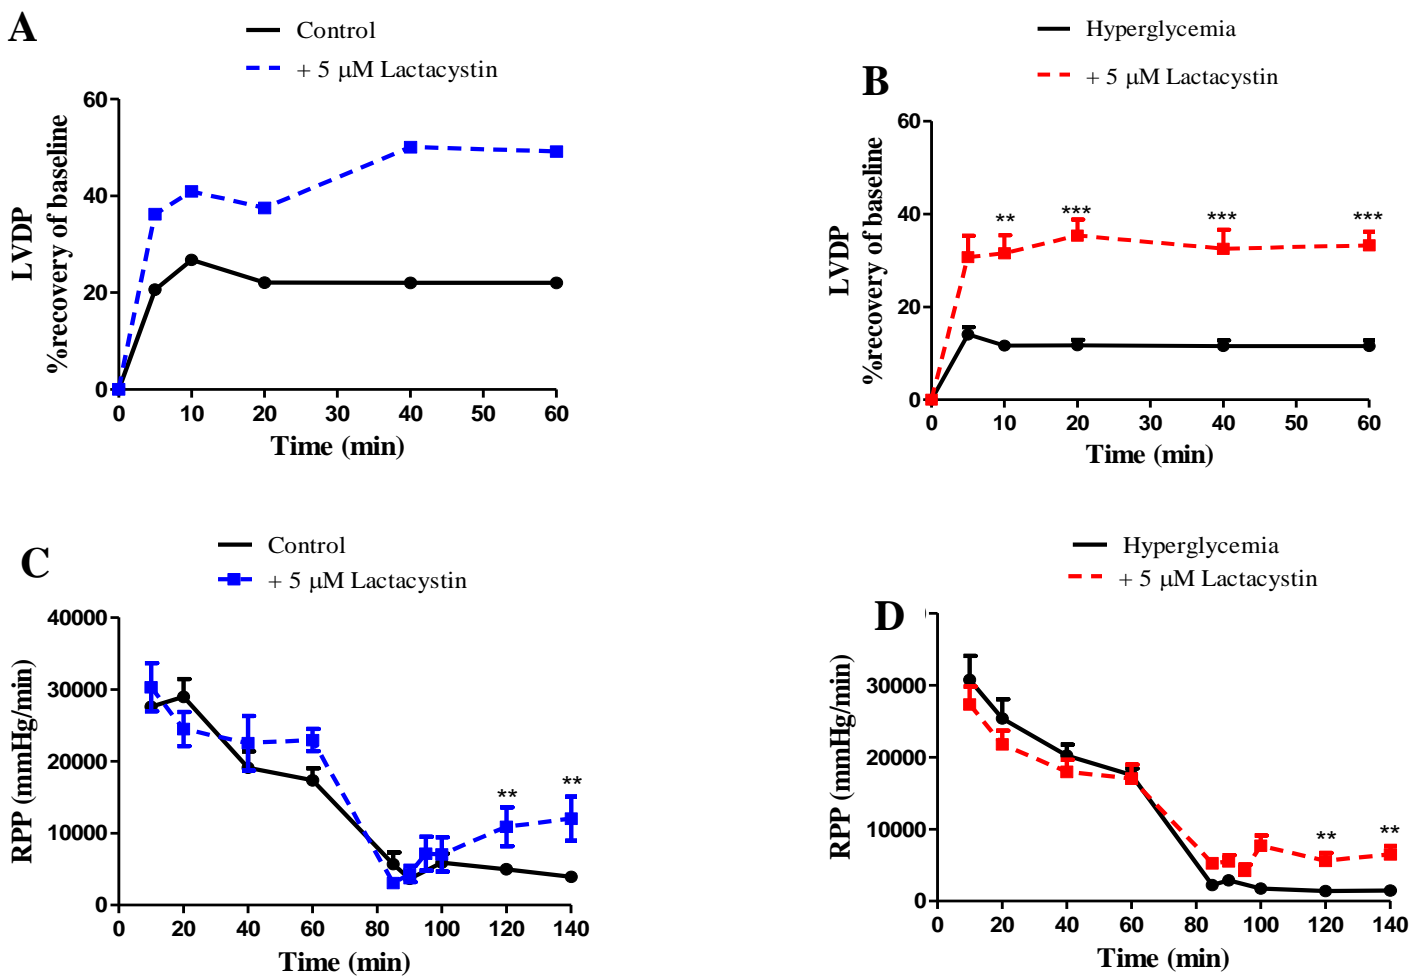 A
Control
+ 5 μM Lactacystin
LVDP
%recovery of baseline
60
40
20
0
0 10 20 30 40 50 60
Time (min)
B
Hyperglycemia
+ 5 μM Lactacystin
LVDP
%recovery of baseline
60
40
20
0
** *** *** ***
0 10 20 30 40 50 60
Time (min)
C
Control
+ 5 μM Lactacystin
RPP (mmHg/min)
40000
30000
20000
10000
0
** **
0 20 40 60 80 100 120 140
Time (min)
D
Hyperglycemia
+ 5 μM Lactacystin
RPP (mmHg/min)
30000
20000
10000
0
** **
0 20 40 60 80 100 120 140
Time (min)